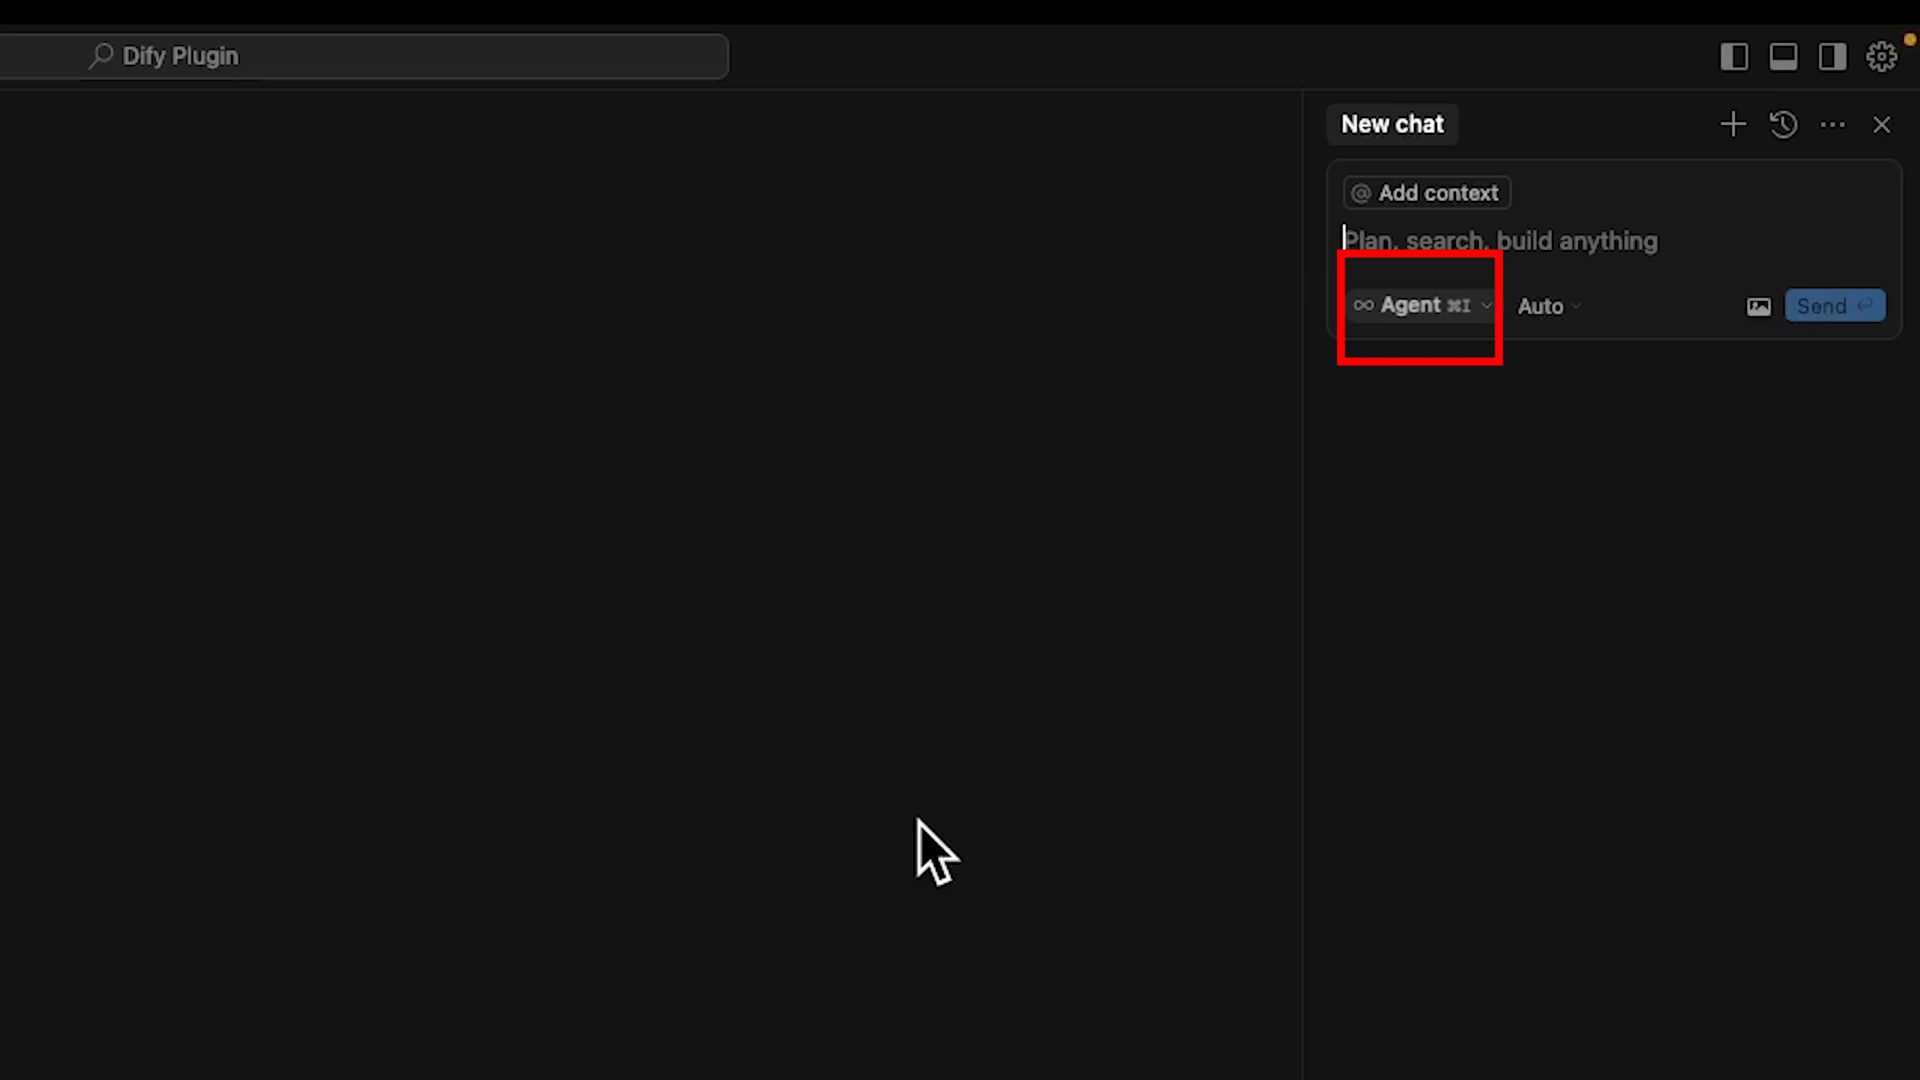 Dify Plugin
New chat
@ Add context
Plan, search, build anything
∞ Agent ⌘I
Auto
Send